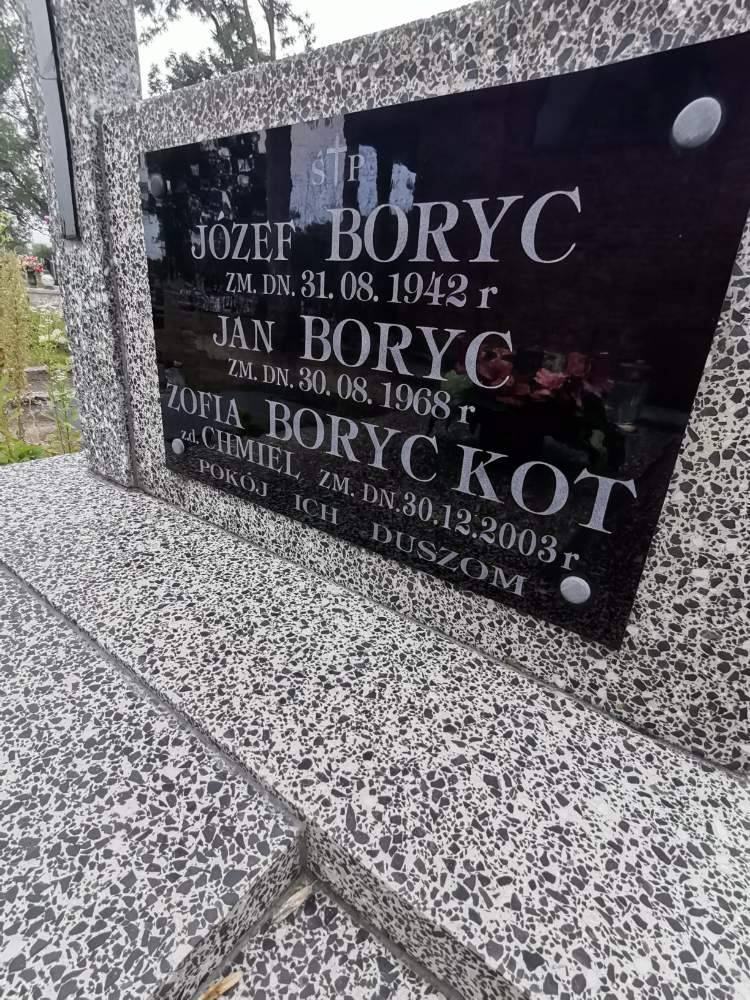 Ś†P
JÓZEF BORYC
ZM. DN. 31. 08. 1942 r
JAN BORYC
ZM. DN. 30. 08. 1968 r
ZOFIA BORYC KOT
zd. CHMIEL ZM. DN. 30.12.2003 r
POKÓJ ICH DUSZOM